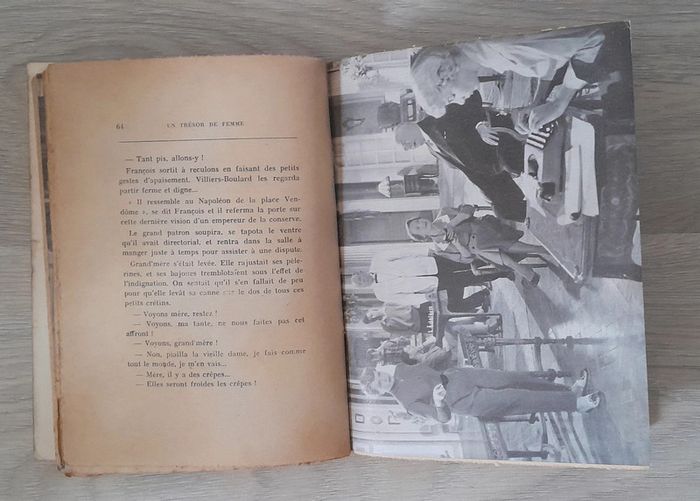 64 UN TRÉSOR DE FEMME
— Tant pis, allons-y !
François sortit à reculons en faisant des petits
gestes d'apaisement. Villiers-Boulard les regarda
partir ferme et digne...
« Il ressemble au Napoléon de la place Ven-
dôme », se dit François et il referma la porte sur
cette dernière vision d'un empereur de la conserve.
Le grand patron soupira, se tapota le ventre
qu'il avait directorial, et rentra dans la salle à
manger juste à temps pour assister à une dispute.
Grand'mère s'était levée. Elle rajustait ses pèle-
rines, et ses bajoues tremblotaient sous l'effet de
l'indignation. On sentait qu'il s'en fallait de peu
pour qu'elle levât sa canne sur le dos de tous ces
petits crétins.
— Voyons mère, restez !
— Voyons, ma tante, ne nous faites pas cet
affront !
— Voyons, grand'mère !
— Non, piailla la vieille dame, je fais comme
tout le monde, je m'en vais...
— Mère, il y a des crêpes...
— Elles seront froides les crêpes !